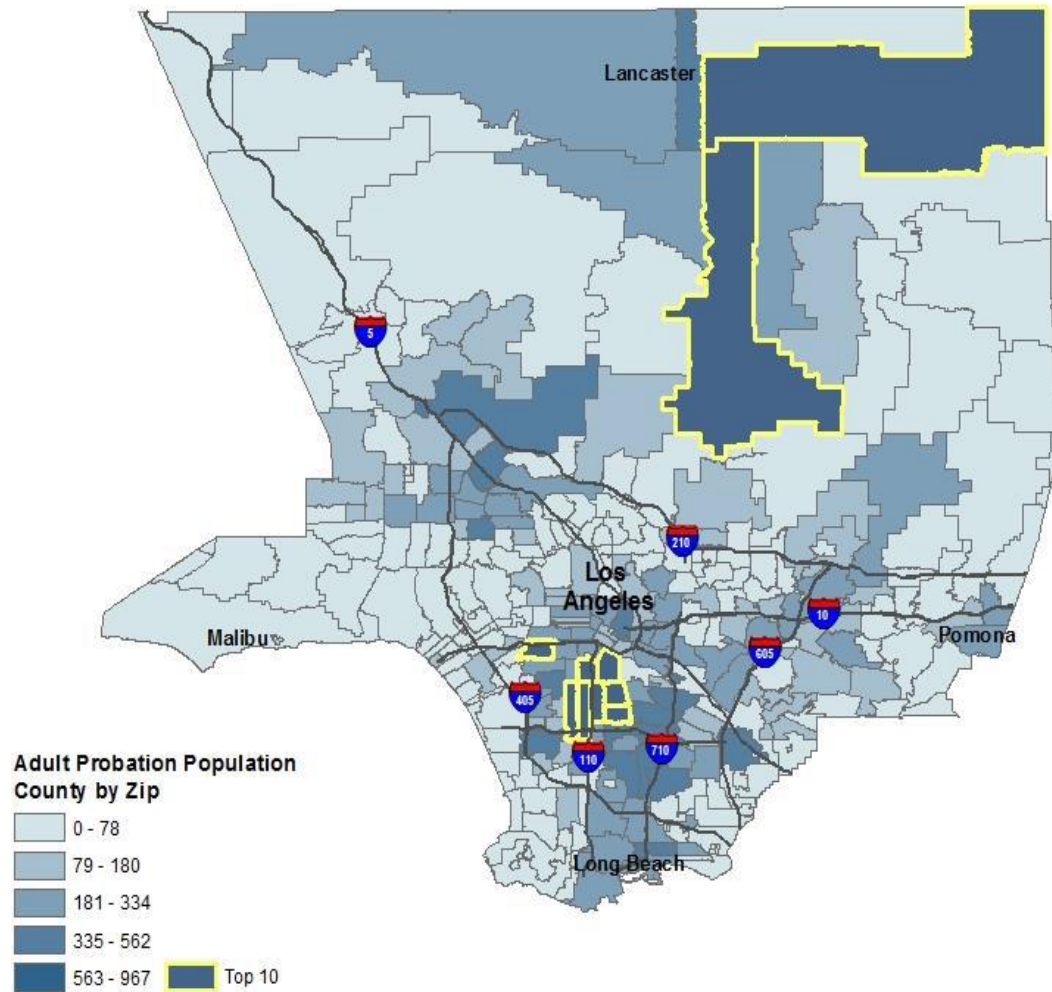 Lancaster
5
210
Los
Angeles
10
Malibu
Pomona
605
405
110
710
Long Beach
Adult Probation Population
County by Zip
0 - 78
79 - 180
181 - 334
335 - 562
563 - 967 Top 10